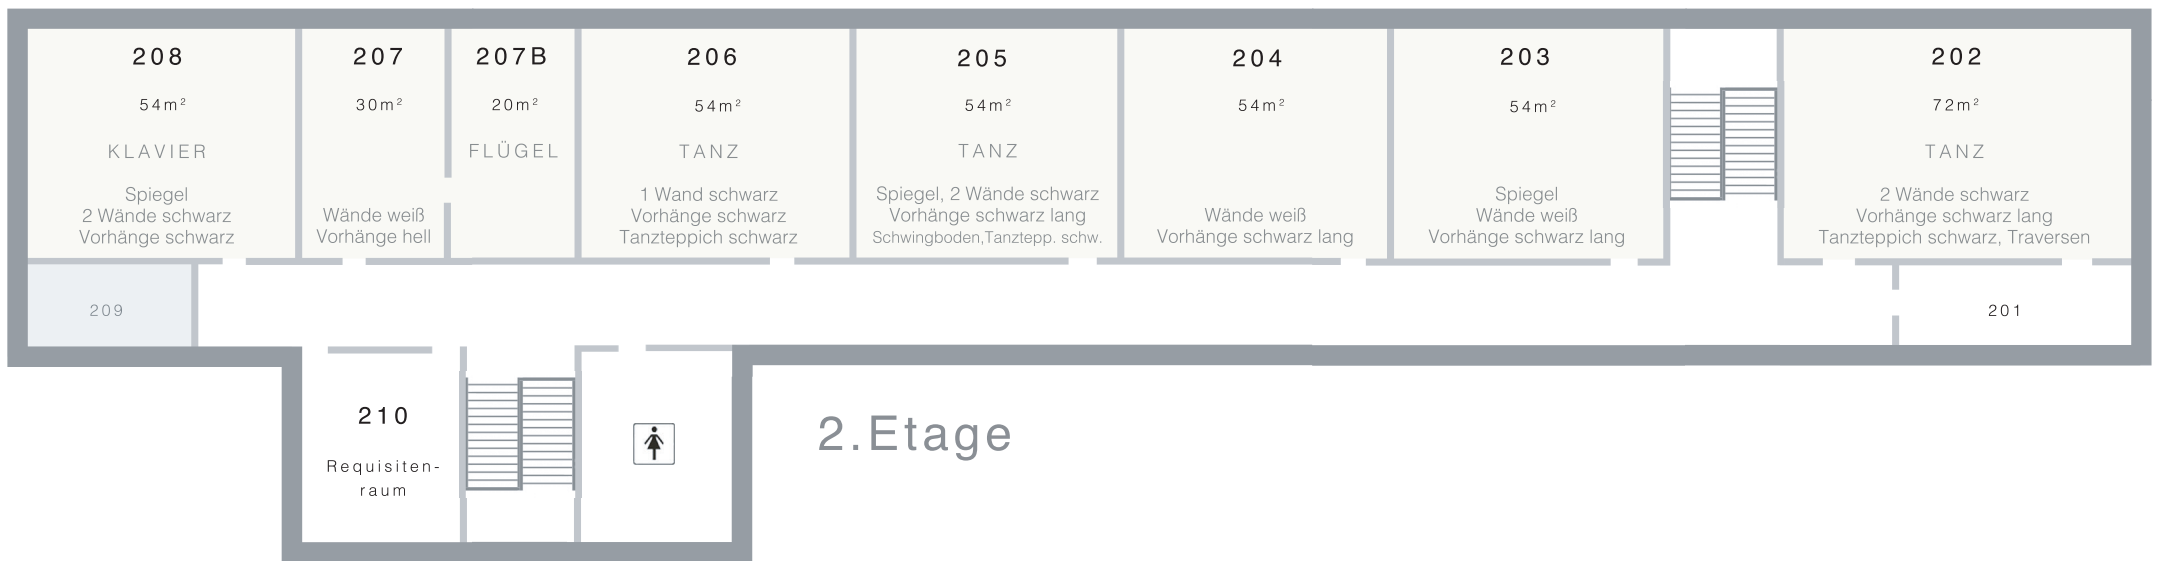 208
54m²
KLAVIER
Spiegel
2 Wände schwarz
Vorhänge schwarz
207
30m²
Wände weiß
Vorhänge hell
207B
20m²
FLÜGEL
206
54m²
TANZ
1 Wand schwarz
Vorhänge schwarz
Tanzteppich schwarz
205
54m²
TANZ
Spiegel, 2 Wände schwarz
Vorhänge schwarz lang
Schwingboden,Tanztepp. schw.
204
54m²
Wände weiß
Vorhänge schwarz lang
203
54m²
Spiegel
Wände weiß
Vorhänge schwarz lang
202
72m²
TANZ
2 Wände schwarz
Vorhänge schwarz lang
Tanzteppich schwarz, Traversen
209
201
210
Requisiten-
raum
2.Etage